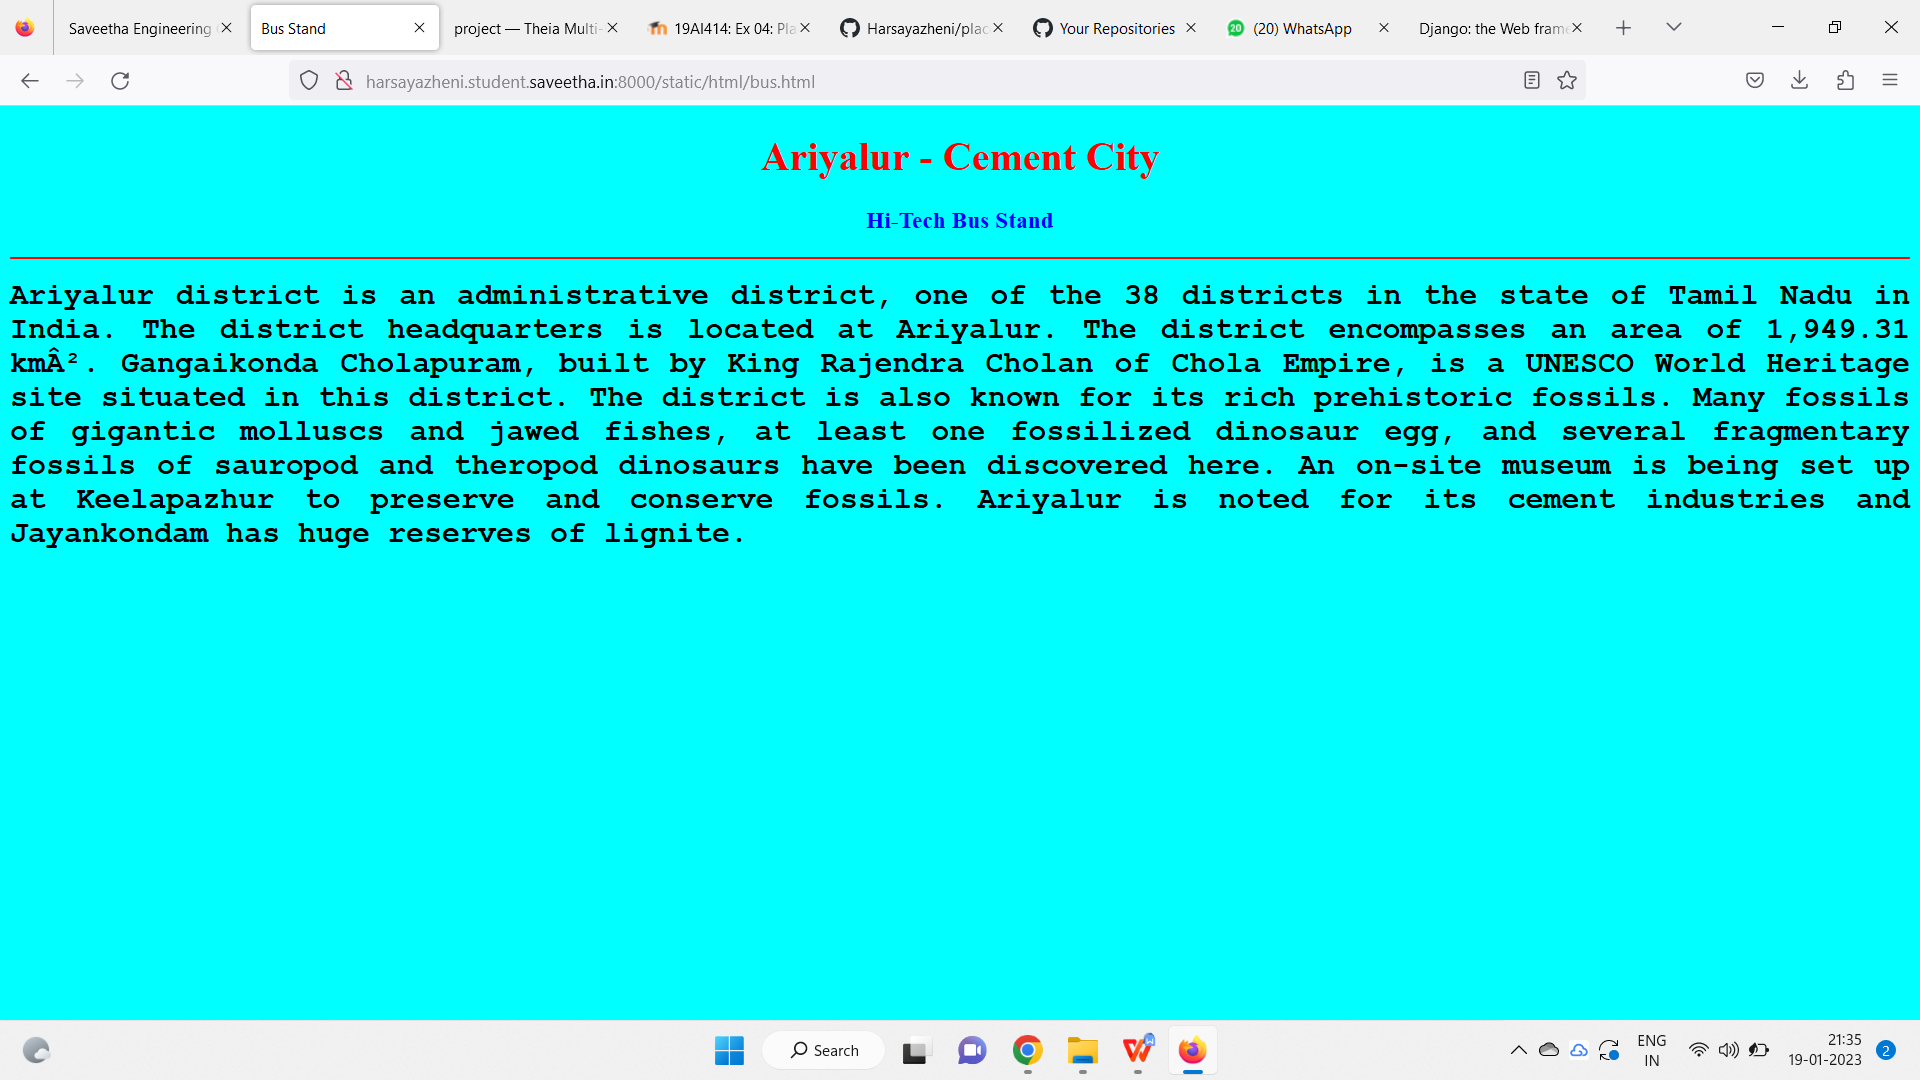 Saveetha Engineering
Bus Stand
project — Theia Multi-
19AI414: Ex 04: Pla
Harsayazheni/plac
Your Repositories
20
(20) WhatsApp
Django: the Web frame
harsayazheni.student.saveetha.in:8000/static/html/bus.html
Ariyalur - Cement City
Hi-Tech Bus Stand
Ariyalur district is an administrative district, one of the 38 districts in the state of Tamil Nadu in
India. The district headquarters is located at Ariyalur. The district encompasses an area of 1,949.31
kmÂ². Gangaikonda Cholapuram, built by King Rajendra Cholan of Chola Empire, is a UNESCO World Heritage
site situated in this district. The district is also known for its rich prehistoric fossils. Many fossils
of gigantic molluscs and jawed fishes, at least one fossilized dinosaur egg, and several fragmentary
fossils of sauropod and theropod dinosaurs have been discovered here. An on-site museum is being set up
at Keelapazhur to preserve and conserve fossils. Ariyalur is noted for its cement industries and
Jayankondam has huge reserves of lignite.
Search
ENG
IN
21:35
19-01-2023
2